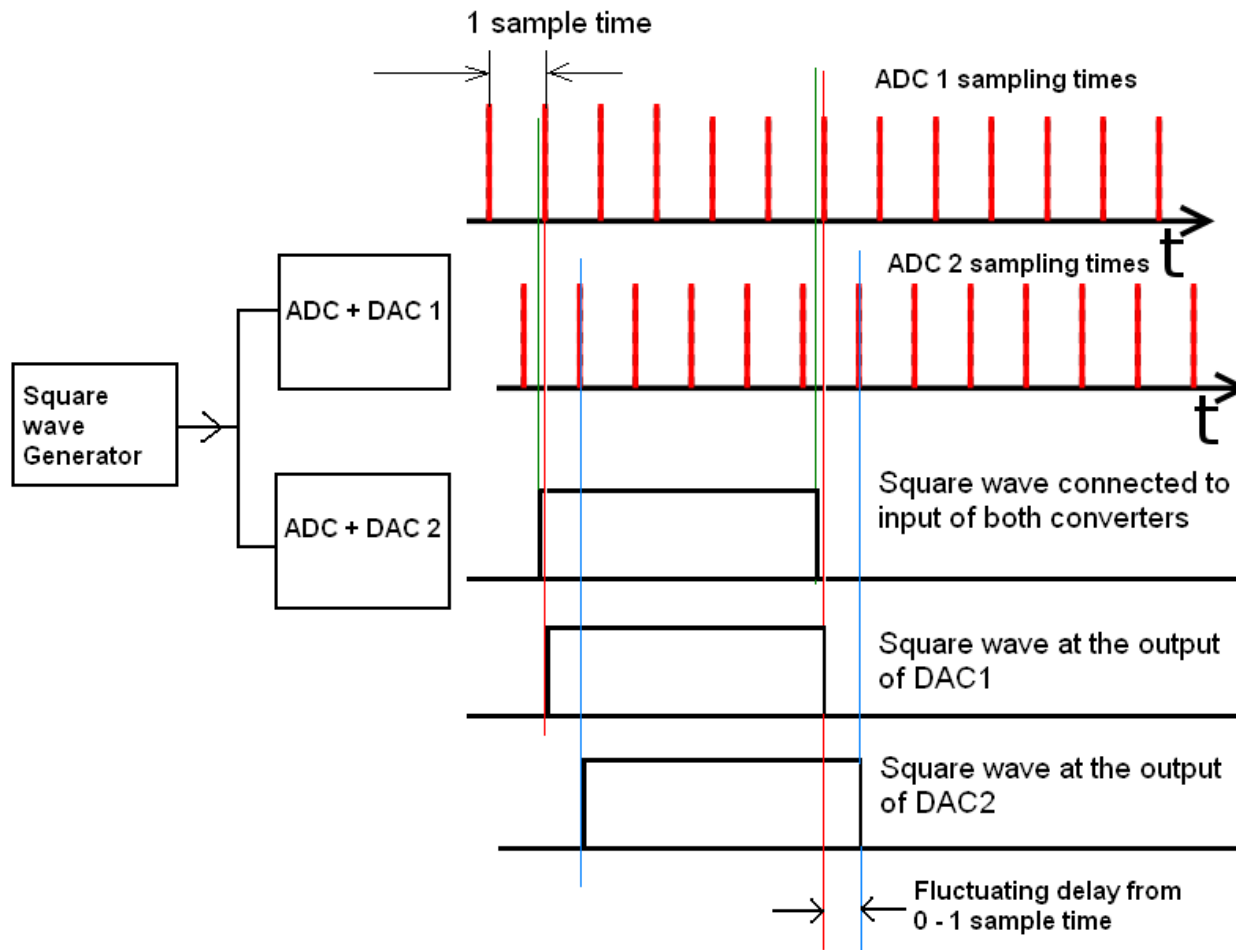 1 sample time
ADC 1 sampling times
t
ADC 2 sampling times
t
ADC + DAC 1
Square
wave
Generator
ADC + DAC 2
Square wave connected to
input of both converters
Square wave at the output
of DAC1
Square wave at the output
of DAC2
Fluctuating delay from
0 - 1 sample time